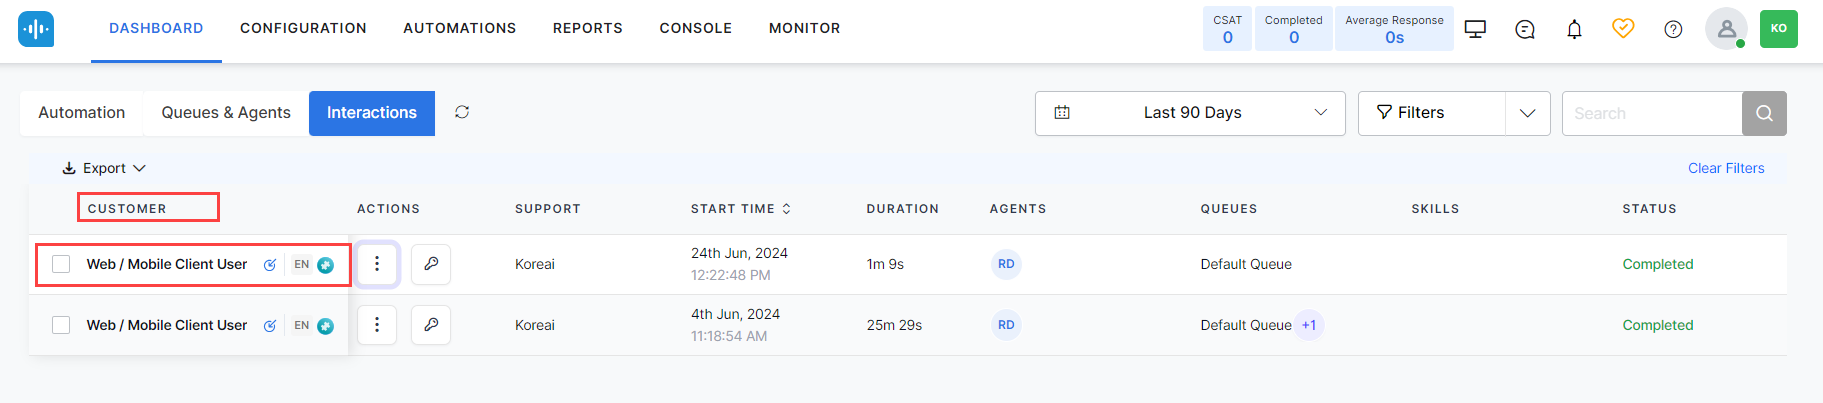 DASHBOARD CONFIGURATION AUTOMATIONS REPORTS CONSOLE MONITOR
CSAT Completed Average Response
0 0 0s
KO
Automation Queues & Agents Interactions Last 90 Days Filters Search
Export Clear Filters
CUSTOMER ACTIONS SUPPORT START TIME DURATION AGENTS QUEUES SKILLS STATUS
Web / Mobile Client User EN Koreai 24th Jun, 2024 1m 9s RD Default Queue Completed
12:22:48 PM
Web / Mobile Client User EN Koreai 4th Jun, 2024 25m 29s RD Default Queue +1 Completed
11:18:54 AM